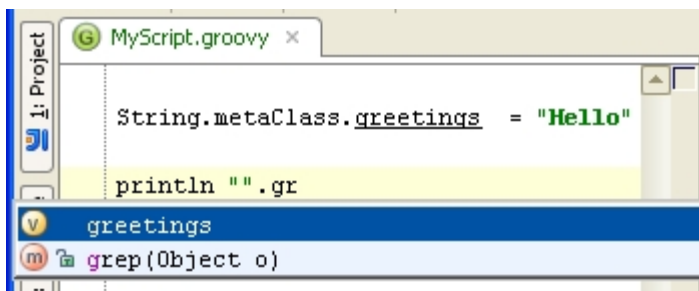 1: Project
G MyScript.groovy ×
String.metaClass.greetings = "Hello"
println "".gr
v greetings
m grep(Object o)